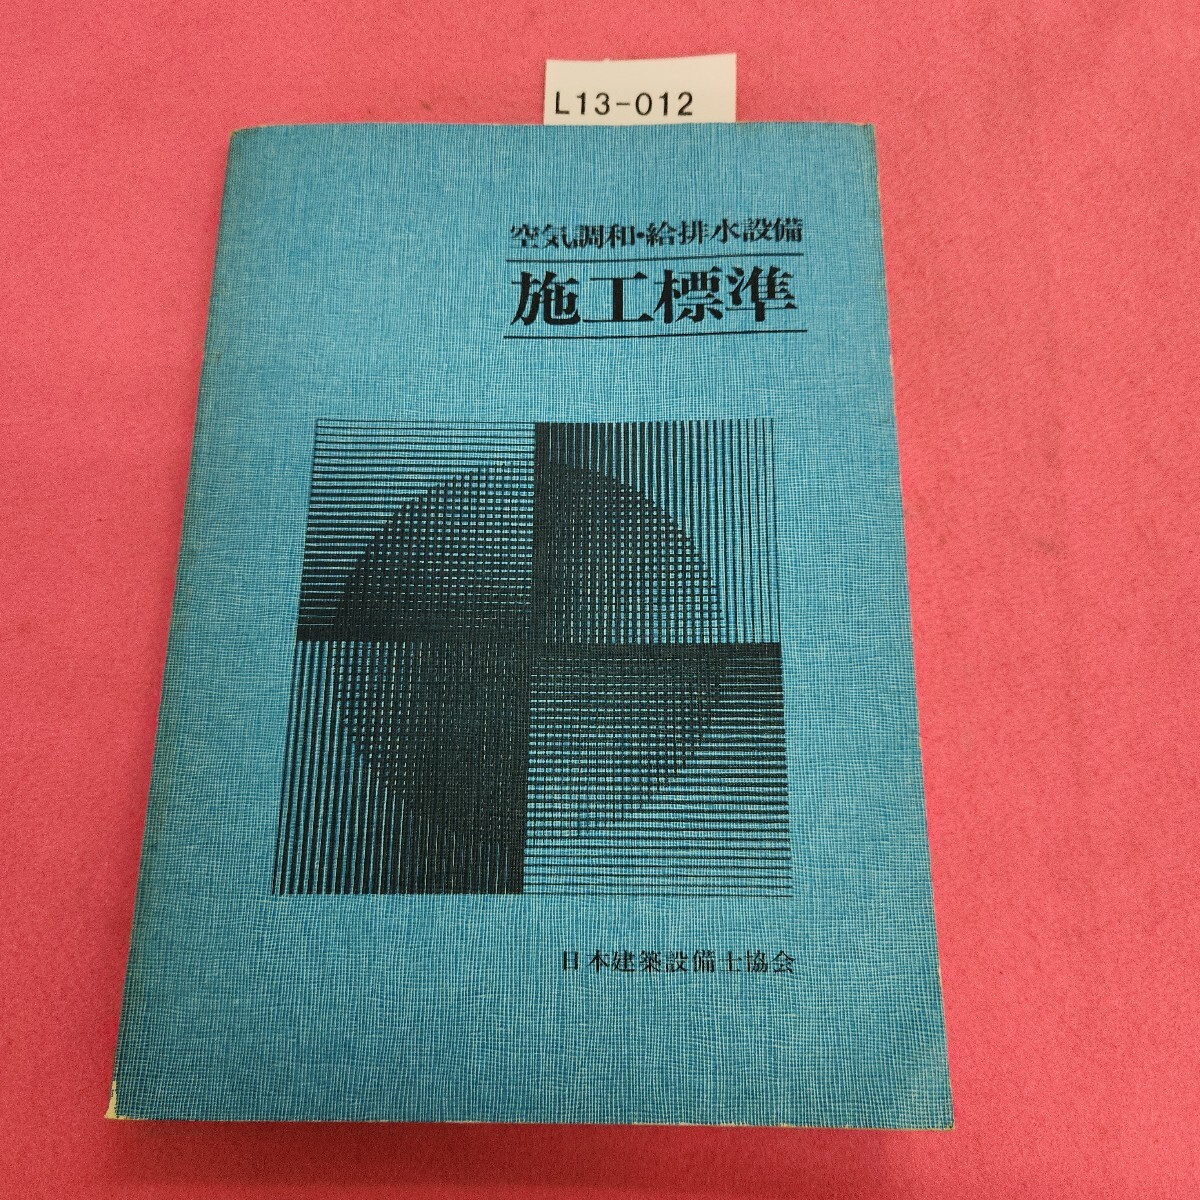 L13-012
空気調和・給排水設備
施工標準
日本建築設備士協会